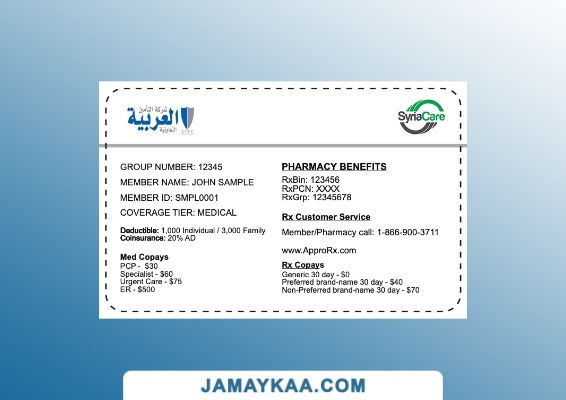 شركة التأمين
العربية
التعاونية
SyriaCare
GROUP NUMBER: 12345
MEMBER NAME: JOHN SAMPLE
MEMBER ID: SMPL0001
COVERAGE TIER: MEDICAL
Deductible: 1,000 Individual / 3,000 Family
Coinsurance: 20% AD
Med Copays
PCP - $30
Specialist - $60
Urgent Care - $75
ER - $500
PHARMACY BENEFITS
RxBin: 123456
RxPCN: XXXX
RxGrp: 12345678
Rx Customer Service
Member/Pharmacy call: 1-866-900-3711
www.ApproRx.com
Rx Copays
Generic 30 day - $0
Preferred brand-name 30 day - $40
Non-Preferred brand-name 30 day - $70
JAMAYKAA.COM